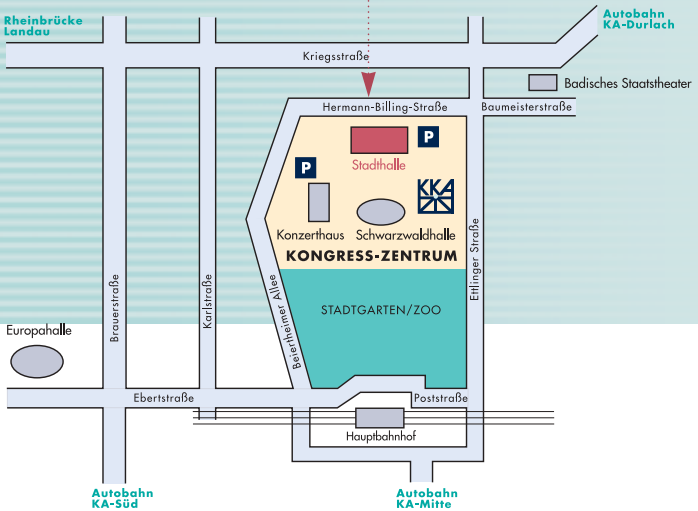 Rheinbrücke
Landau
Autobahn
KA-Durlach
Kriegsstraße
Badisches Staatstheater
Hermann-Billing-Straße
Baumeisterstraße
P
Stadthalle
P
KKA
Konzerthaus
Schwarzwaldhalle
KONGRESS-ZENTRUM
Ettlinger Straße
Brauerstraße
Karlstraße
Beiertheimer Allee
STADTGARTEN/ZOO
Europahalle
Ebertstraße
Poststraße
Hauptbahnhof
Autobahn
KA-Süd
Autobahn
KA-Mitte